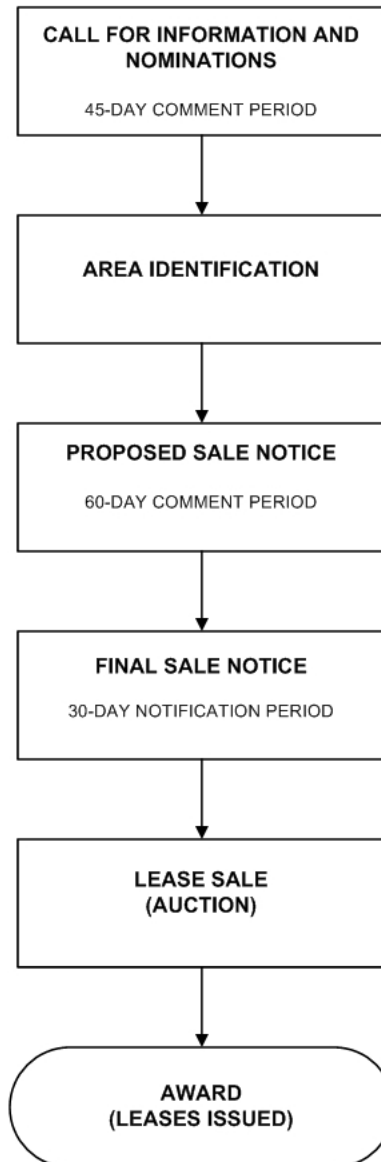 CALL FOR INFORMATION AND
NOMINATIONS
45-DAY COMMENT PERIOD
AREA IDENTIFICATION
PROPOSED SALE NOTICE
60-DAY COMMENT PERIOD
FINAL SALE NOTICE
30-DAY NOTIFICATION PERIOD
LEASE SALE
(AUCTION)
AWARD
(LEASES ISSUED)